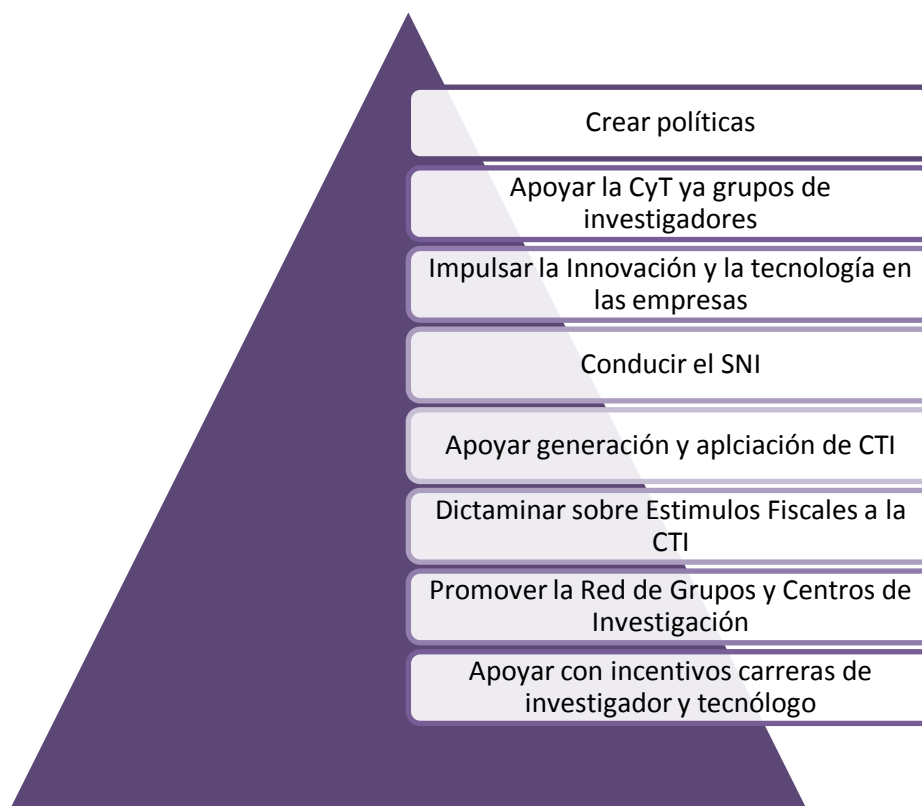 Crear políticas
Apoyar la CyT ya grupos de
investigadores
Impulsar la Innovación y la tecnología en
las empresas
Conducir el SNI
Apoyar generación y aplciación de CTI
Dictaminar sobre Estimulos Fiscales a la
CTI
Promover la Red de Grupos y Centros de
Investigación
Apoyar con incentivos carreras de
investigador y tecnólogo